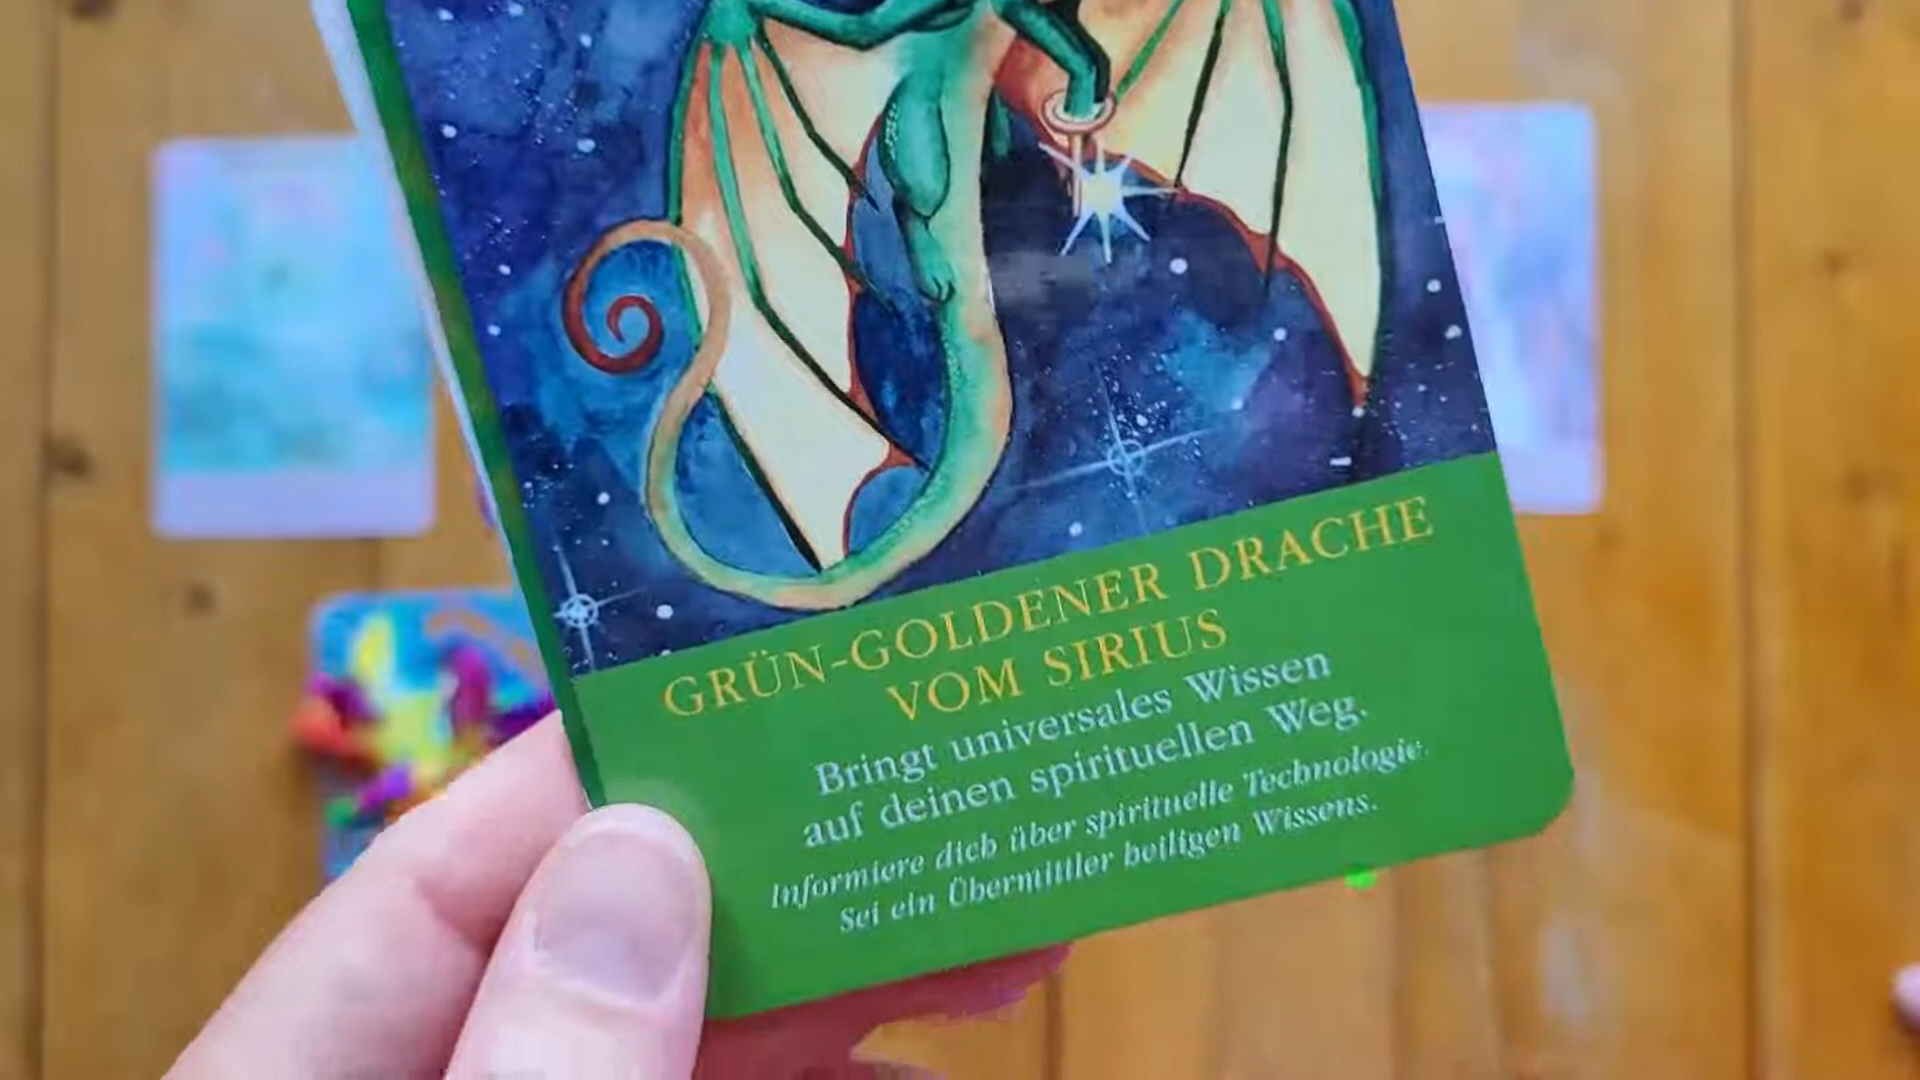 GRÜN-GOLDENER DRACHE
VOM SIRIUS
Bringt universales Wissen
auf deinen spirituellen Weg.
Informiere dich über spirituelle Technologie.
Sei ein Übermittler heiligen Wissens.